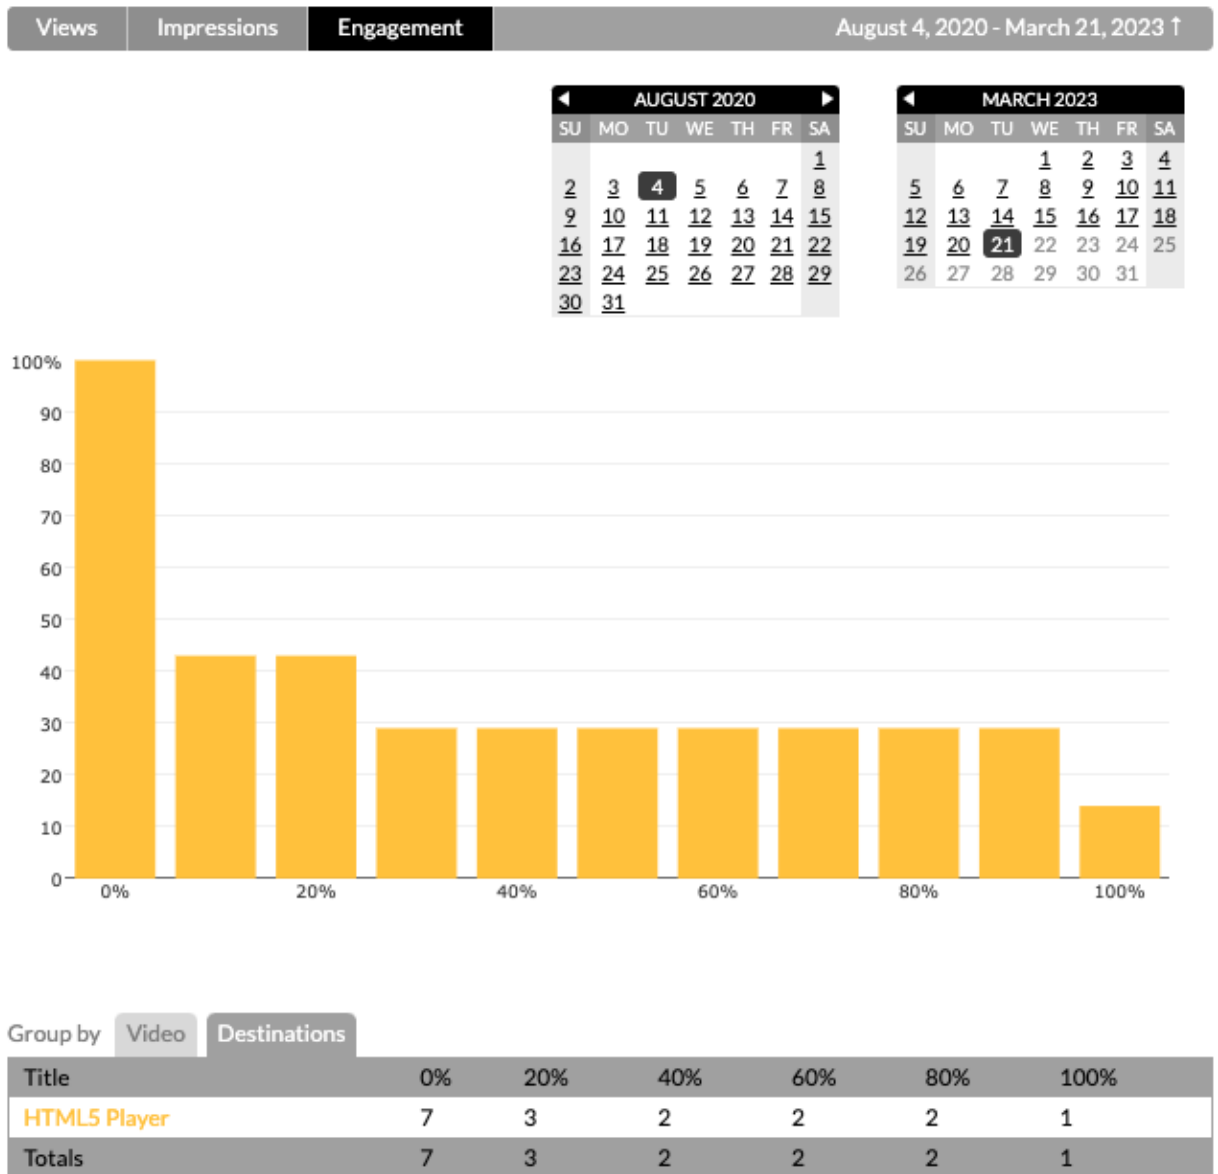 Views Impressions Engagement August 4, 2020 - March 21, 2023 ↑
AUGUST 2020
SU MO TU WE TH FR SA
1
2 3 4 5 6 7 8
9 10 11 12 13 14 15
16 17 18 19 20 21 22
23 24 25 26 27 28 29
30 31
MARCH 2023
SU MO TU WE TH FR SA
1 2 3 4
5 6 7 8 9 10 11
12 13 14 15 16 17 18
19 20 21 22 23 24 25
26 27 28 29 30 31
100%
90
80
70
60
50
40
30
20
10
0
0% 20% 40% 60% 80% 100%
Group by Video Destinations
Title 0% 20% 40% 60% 80% 100%
HTML5 Player 7 3 2 2 2 1
Totals 7 3 2 2 2 1